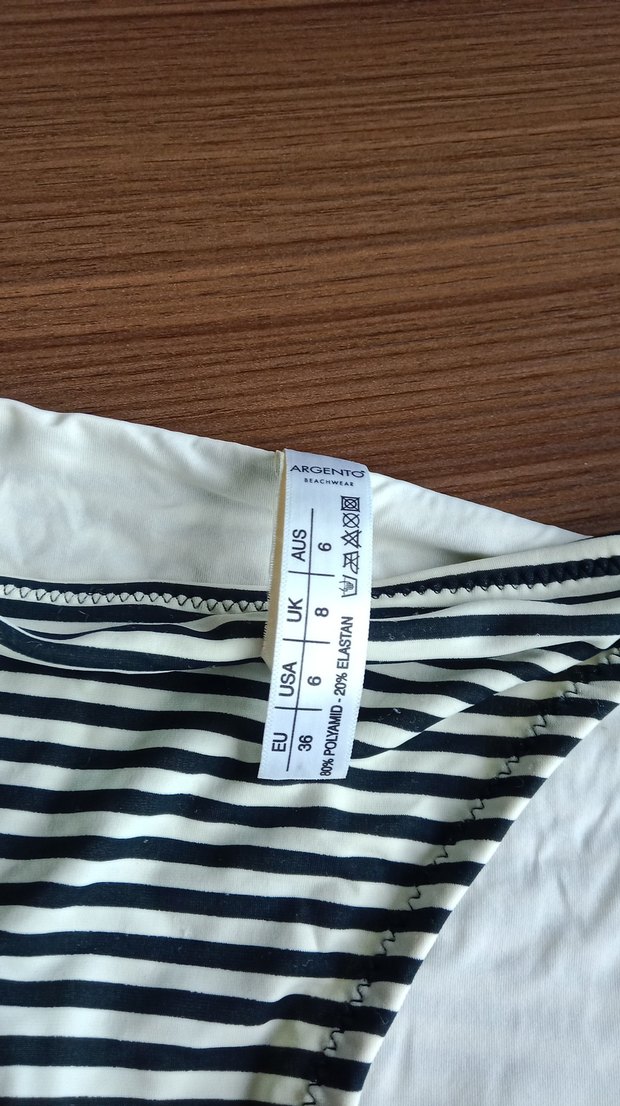 ARGENTO
BEACHWEAR
EU USA UK AUS
36 6 8 6
80% POLYAMID - 20% ELASTAN